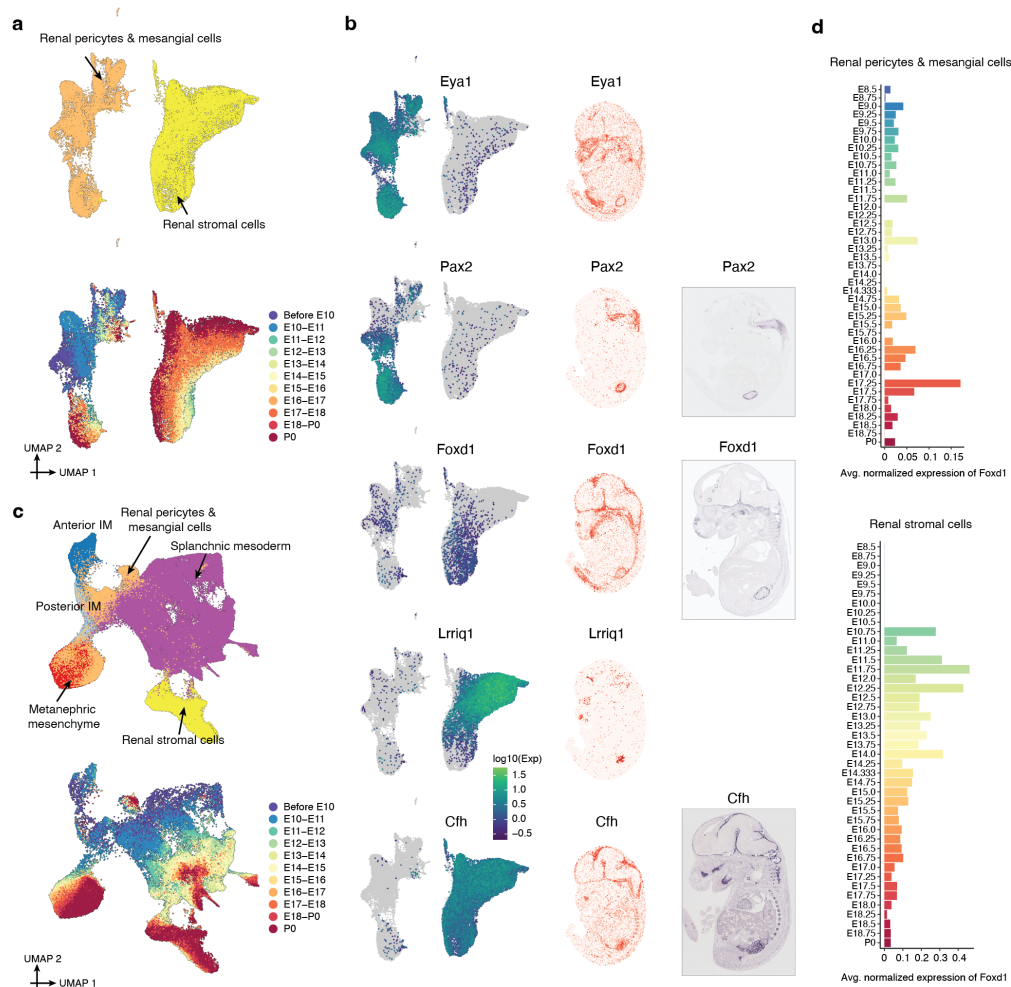 a
Renal pericytes & mesangial cells
Renal stromal cells
Before E10
E10–E11
E11–E12
E12–E13
E13–E14
E14–E15
E15–E16
E16–E17
E17–E18
E18–P0
P0
UMAP 2
UMAP 1
c
Anterior IM
Renal pericytes &
mesangial cells
Splanchnic mesoderm
Posterior IM
Metanephric
mesenchyme
Renal stromal cells
Before E10
E10–E11
E11–E12
E12–E13
E13–E14
E14–E15
E15–E16
E16–E17
E17–E18
E18–P0
P0
UMAP 2
UMAP 1
b
Eya1
Eya1
Pax2
Pax2
Pax2
Foxd1
Foxd1
Foxd1
Lrriq1
Lrriq1
log10(Exp)
1.5
1.0
0.5
0.0
−0.5
Cfh
Cfh
Cfh
d
Renal pericytes & mesangial cells
E8.5
E8.75
E9.0
E9.25
E9.5
E9.75
E10.0
E10.25
E10.5
E10.75
E11.0
E11.25
E11.5
E11.75
E12.0
E12.25
E12.5
E12.75
E13.0
E13.25
E13.5
E13.75
E14.0
E14.25
E14.333
E14.75
E15.0
E15.25
E15.5
E15.75
E16.0
E16.25
E16.5
E16.75
E17.0
E17.25
E17.5
E17.75
E18.0
E18.25
E18.5
E18.75
P0
0 0.05 0.15
Avg. normalized expression of Foxd1
Renal stromal cells
E8.5
E8.75
E9.0
E9.25
E9.5
E9.75
E10.0
E10.25
E10.5
E10.75
E11.0
E11.25
E11.5
E11.75
E12.0
E12.25
E12.5
E12.75
E13.0
E13.25
E13.5
E13.75
E14.0
E14.25
E14.333
E14.75
E15.0
E15.25
E15.5
E15.75
E16.0
E16.25
E16.5
E16.75
E17.0
E17.25
E17.5
E17.75
E18.0
E18.25
E18.5
E18.75
P0
0 0.1 0.2 0.3 0.4
Avg. normalized expression of Foxd1